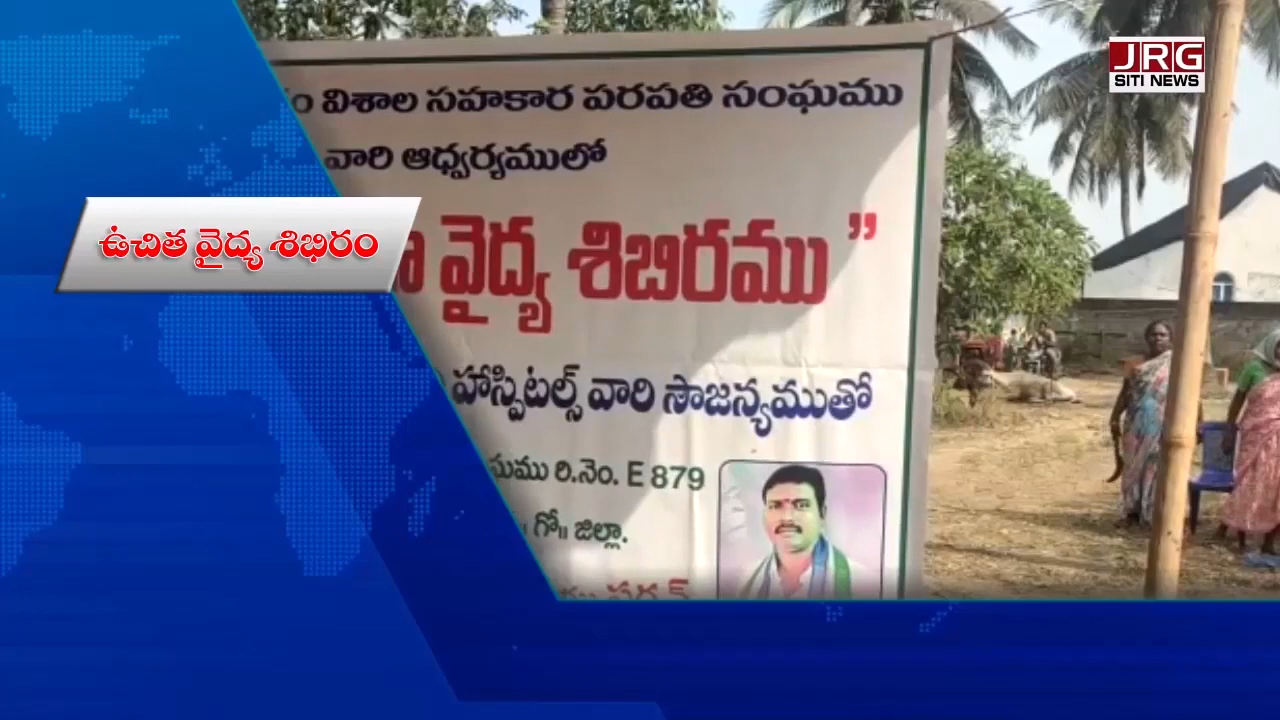 JRG
SITI NEWS
విశాల సహకార పరపతి సంఘము
వారి ఆధ్వర్యములో
ఉచిత వైద్య శిభిరం
వైద్య శిబిరము”
హాస్పిటల్స్ వారి సౌజన్యముతో
రి.నెం. E 879
గో॥ జిల్లా.